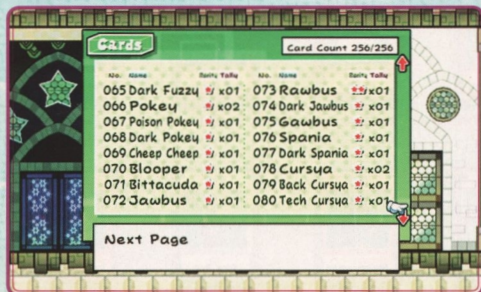 Cards
Card Count 256/256
No. Name Rarity Tally No. Name Rarity Tally
065 Dark Fuzzy x01 073 Rawbus x01
066 Pokey x02 074 Dark Jawbus x01
067 Poison Pokey x01 075 Gawbus x01
068 Dark Pokey x01 076 Spania x01
069 Cheep Cheep x01 077 Dark Spania x01
070 Blooper x01 078 Cursya x02
071 Bittacuda x01 079 Back Cursya x01
072 Jawbus x01 080 Tech Cursya x01
Next Page